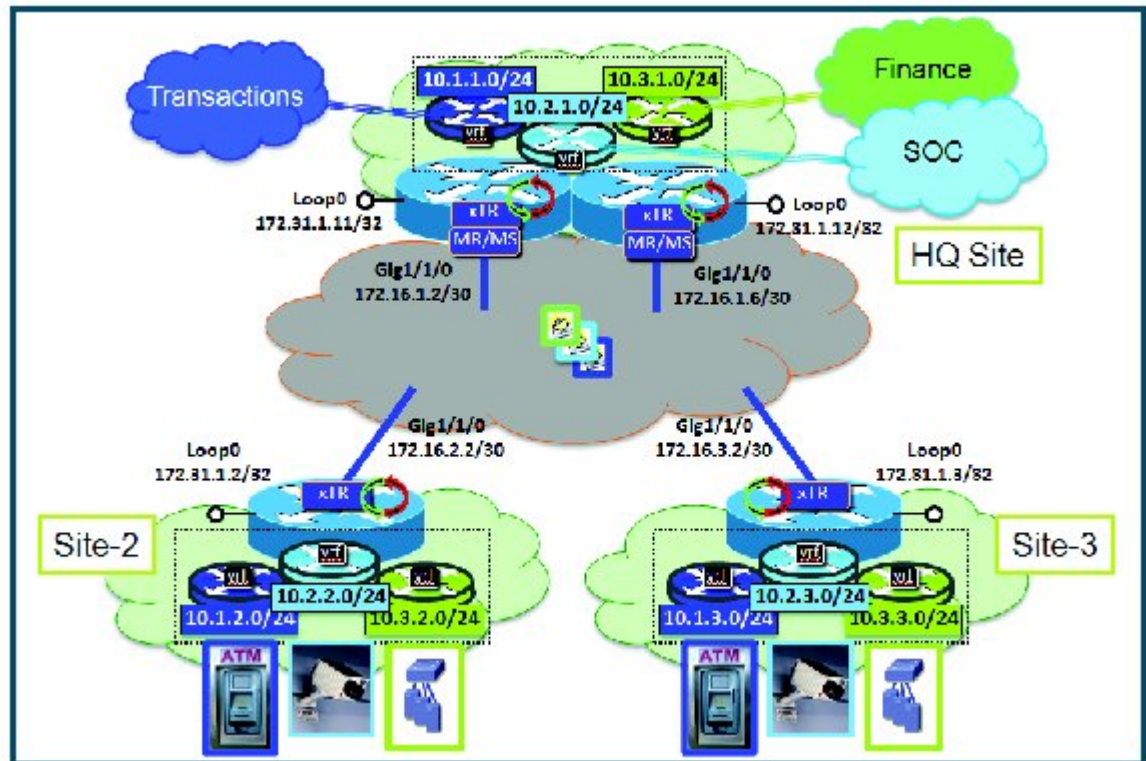 Transactions
Finance
SOC
10.1.1.0/24
10.3.1.0/24
10.2.1.0/24
vrf
vrf
vrf
Loop0
172.31.1.11/32
xTR
MR/MS
xTR
MR/MS
Loop0
172.31.1.12/32
HQ Site
Gig1/1/0
172.16.1.2/30
Gig1/1/0
172.16.1.6/30
Loop0
172.31.1.2/32
Gig1/1/0
172.16.2.2/30
Gig1/1/0
172.16.3.2/30
Loop0
172.31.1.3/32
xTR
xTR
Site-2
Site-3
vrf
vrf
vrf
10.1.2.0/24
10.2.2.0/24
10.3.2.0/24
vrf
vrf
vrf
10.1.3.0/24
10.2.3.0/24
10.3.3.0/24
ATM
ATM